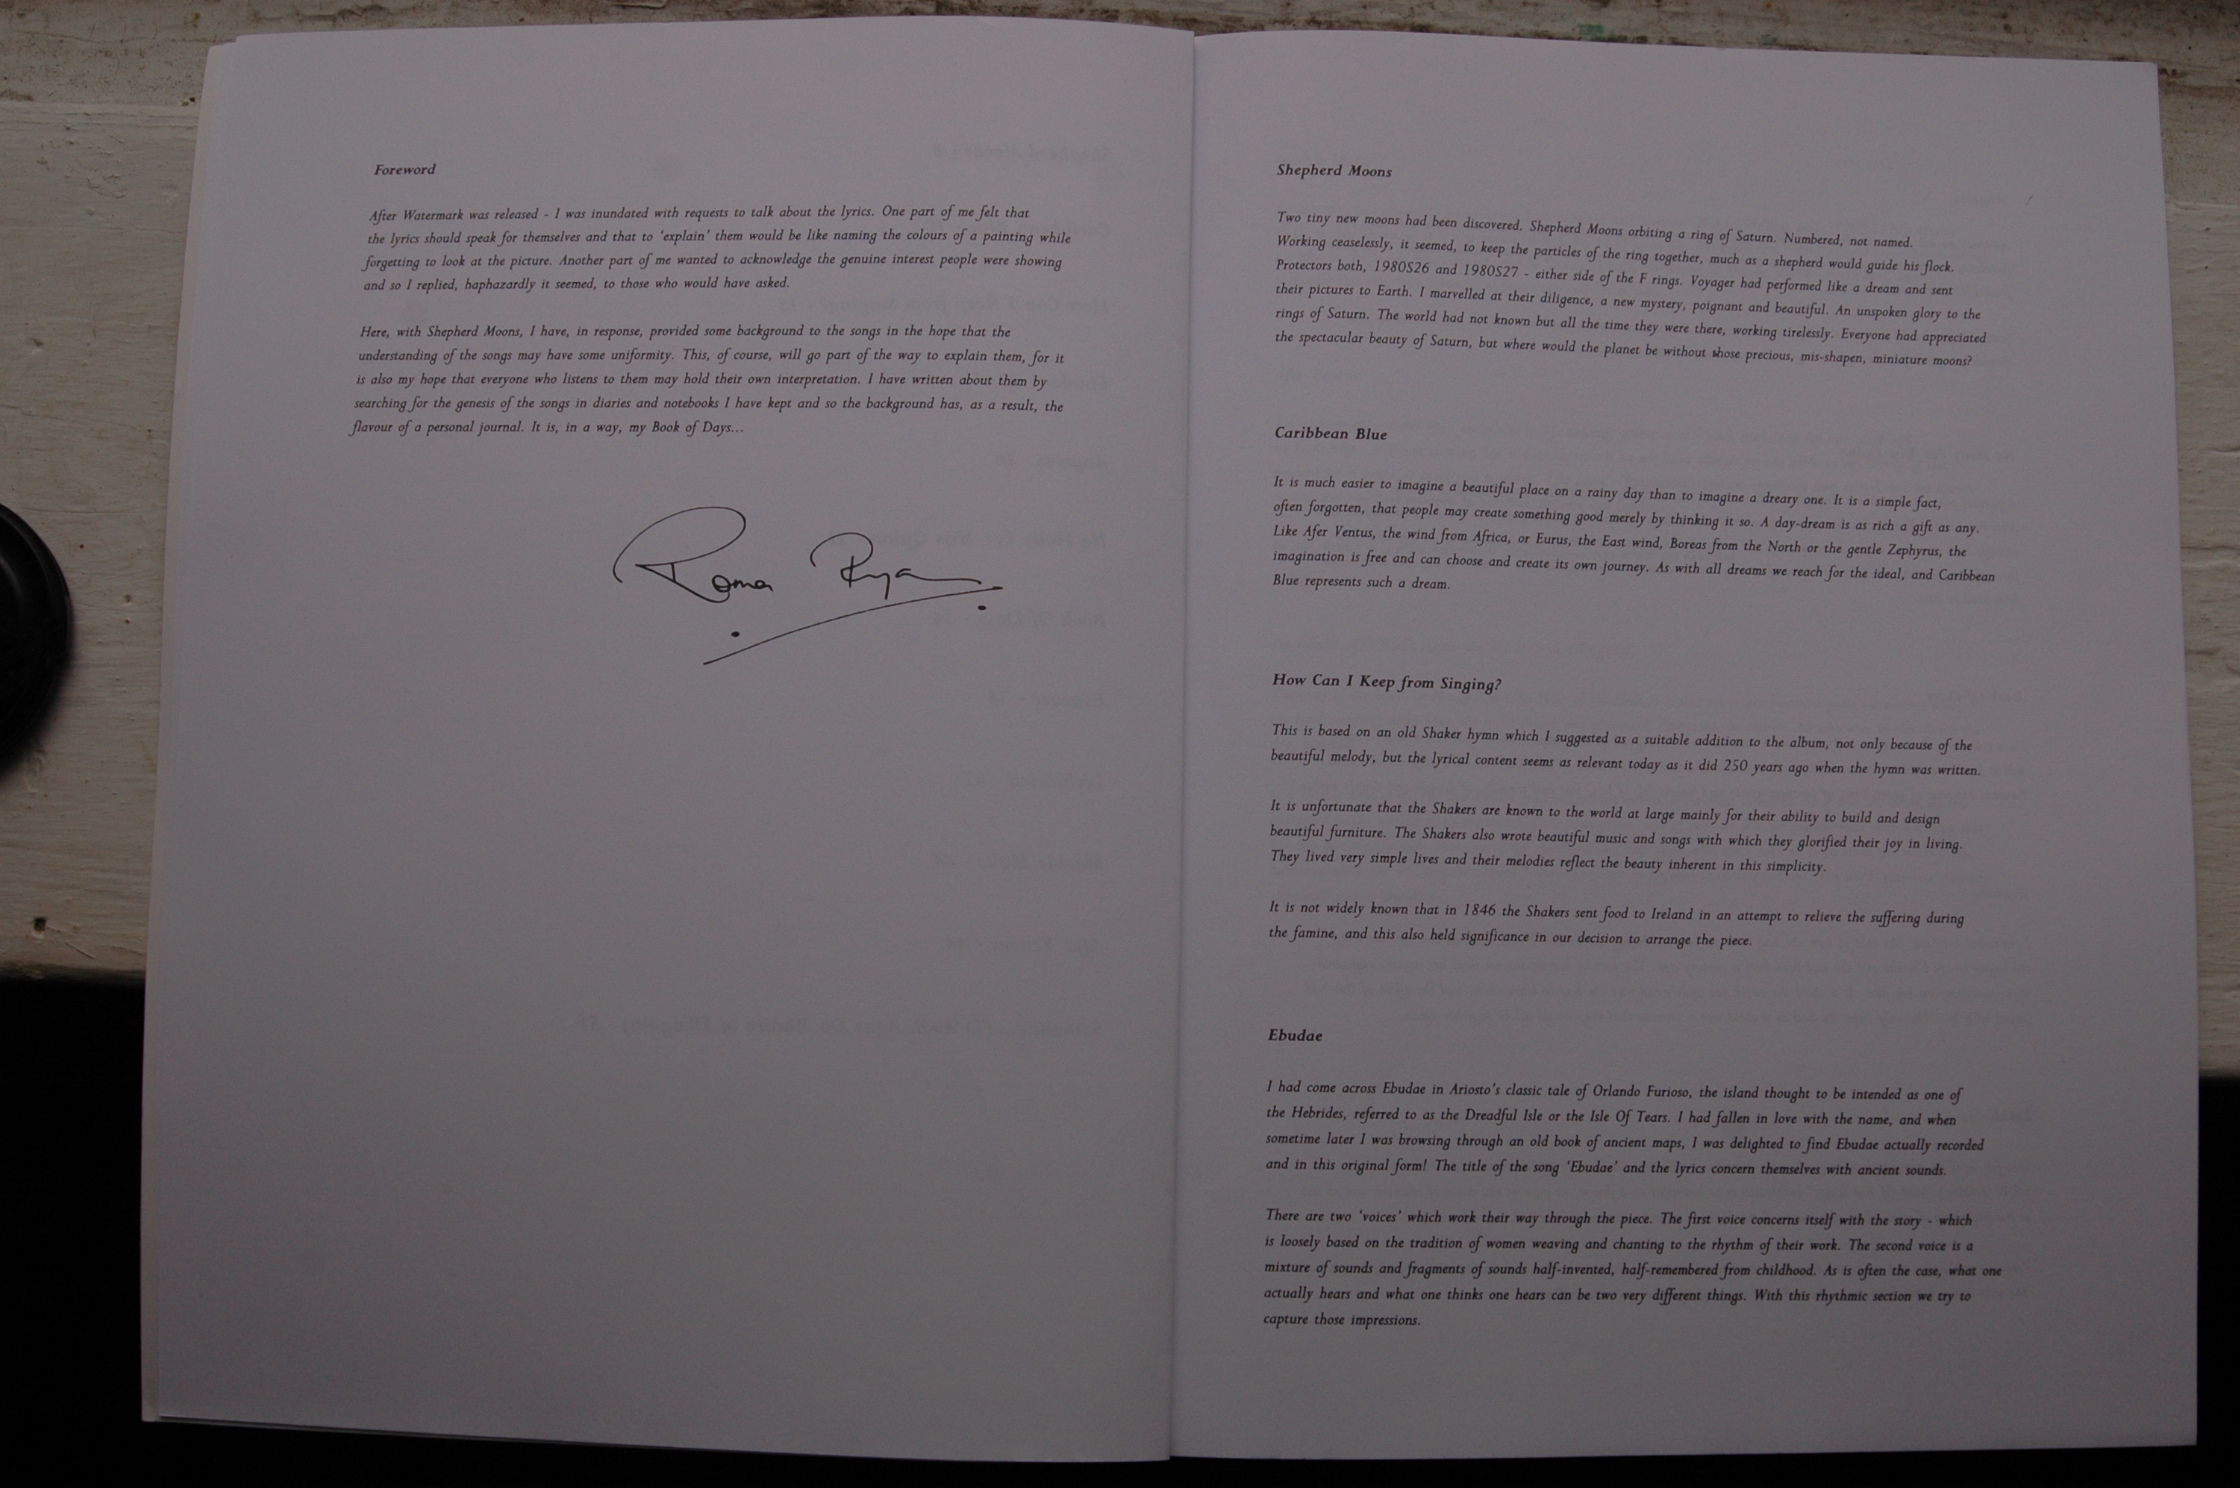 Foreword
After Watermark was released - I was inundated with requests to talk about the lyrics. One part of me felt that
the lyrics should speak for themselves and that to 'explain' them would be like naming the colours of a painting while
forgetting to look at the picture. Another part of me wanted to acknowledge the genuine interest people were showing
and so I replied, haphazardly it seemed, to those who would have asked.
Here, with Shepherd Moons, I have, in response, provided some background to the songs in the hope that the
understanding of the songs may have some uniformity. This, of course, will go part of the way to explain them, for it
is also my hope that everyone who listens to them may hold their own interpretation. I have written about them by
searching for the genesis of the songs in diaries and notebooks I have kept and so the background has, as a result, the
flavour of a personal journal. It is, in a way, my Book of Days...
Roma Ryan
Shepherd Moons
Two tiny new moons had been discovered. Shepherd Moons orbiting a ring of Saturn. Numbered, not named.
Working ceaselessly, it seemed, to keep the particles of the ring together, much as a shepherd would guide his flock.
Protectors both, 1980S26 and 1980S27 - either side of the F rings. Voyager had performed like a dream and sent
their pictures to Earth. I marvelled at their diligence, a new mystery, poignant and beautiful. An unspoken glory to the
rings of Saturn. The world had not known but all the time they were there, working tirelessly. Everyone had appreciated
the spectacular beauty of Saturn, but where would the planet be without those precious, mis-shapen, miniature moons?
Caribbean Blue
It is much easier to imagine a beautiful place on a rainy day than to imagine a dreary one. It is a simple fact,
often forgotten, that people may create something good merely by thinking it so. A day-dream is as rich a gift as any.
Like Afer Ventus, the wind from Africa, or Eurus, the East wind, Boreas from the North or the gentle Zephyrus, the
imagination is free and can choose and create its own journey. As with all dreams we reach for the ideal, and Caribbean
Blue represents such a dream.
How Can I Keep from Singing?
This is based on an old Shaker hymn which I suggested as a suitable addition to the album, not only because of the
beautiful melody, but the lyrical content seems as relevant today as it did 250 years ago when the hymn was written.
It is unfortunate that the Shakers are known to the world at large mainly for their ability to build and design
beautiful furniture. The Shakers also wrote beautiful music and songs with which they glorified their joy in living.
They lived very simple lives and their melodies reflect the beauty inherent in this simplicity.
It is not widely known that in 1846 the Shakers sent food to Ireland in an attempt to relieve the suffering during
the famine, and this also held significance in our decision to arrange the piece.
Ebudae
I had come across Ebudae in Ariosto's classic tale of Orlando Furioso, the island thought to be intended as one of
the Hebrides, referred to as the Dreadful Isle or the Isle Of Tears. I had fallen in love with the name, and when
sometime later I was browsing through an old book of ancient maps, I was delighted to find Ebudae actually recorded
and in this original form! The title of the song 'Ebudae' and the lyrics concern themselves with ancient sounds.
There are two 'voices' which work their way through the piece. The first voice concerns itself with the story - which
is loosely based on the tradition of women weaving and chanting to the rhythm of their work. The second voice is a
mixture of sounds and fragments of sounds half-invented, half-remembered from childhood. As is often the case, what one
actually hears and what one thinks one hears can be two very different things. With this rhythmic section we try to
capture those impressions.